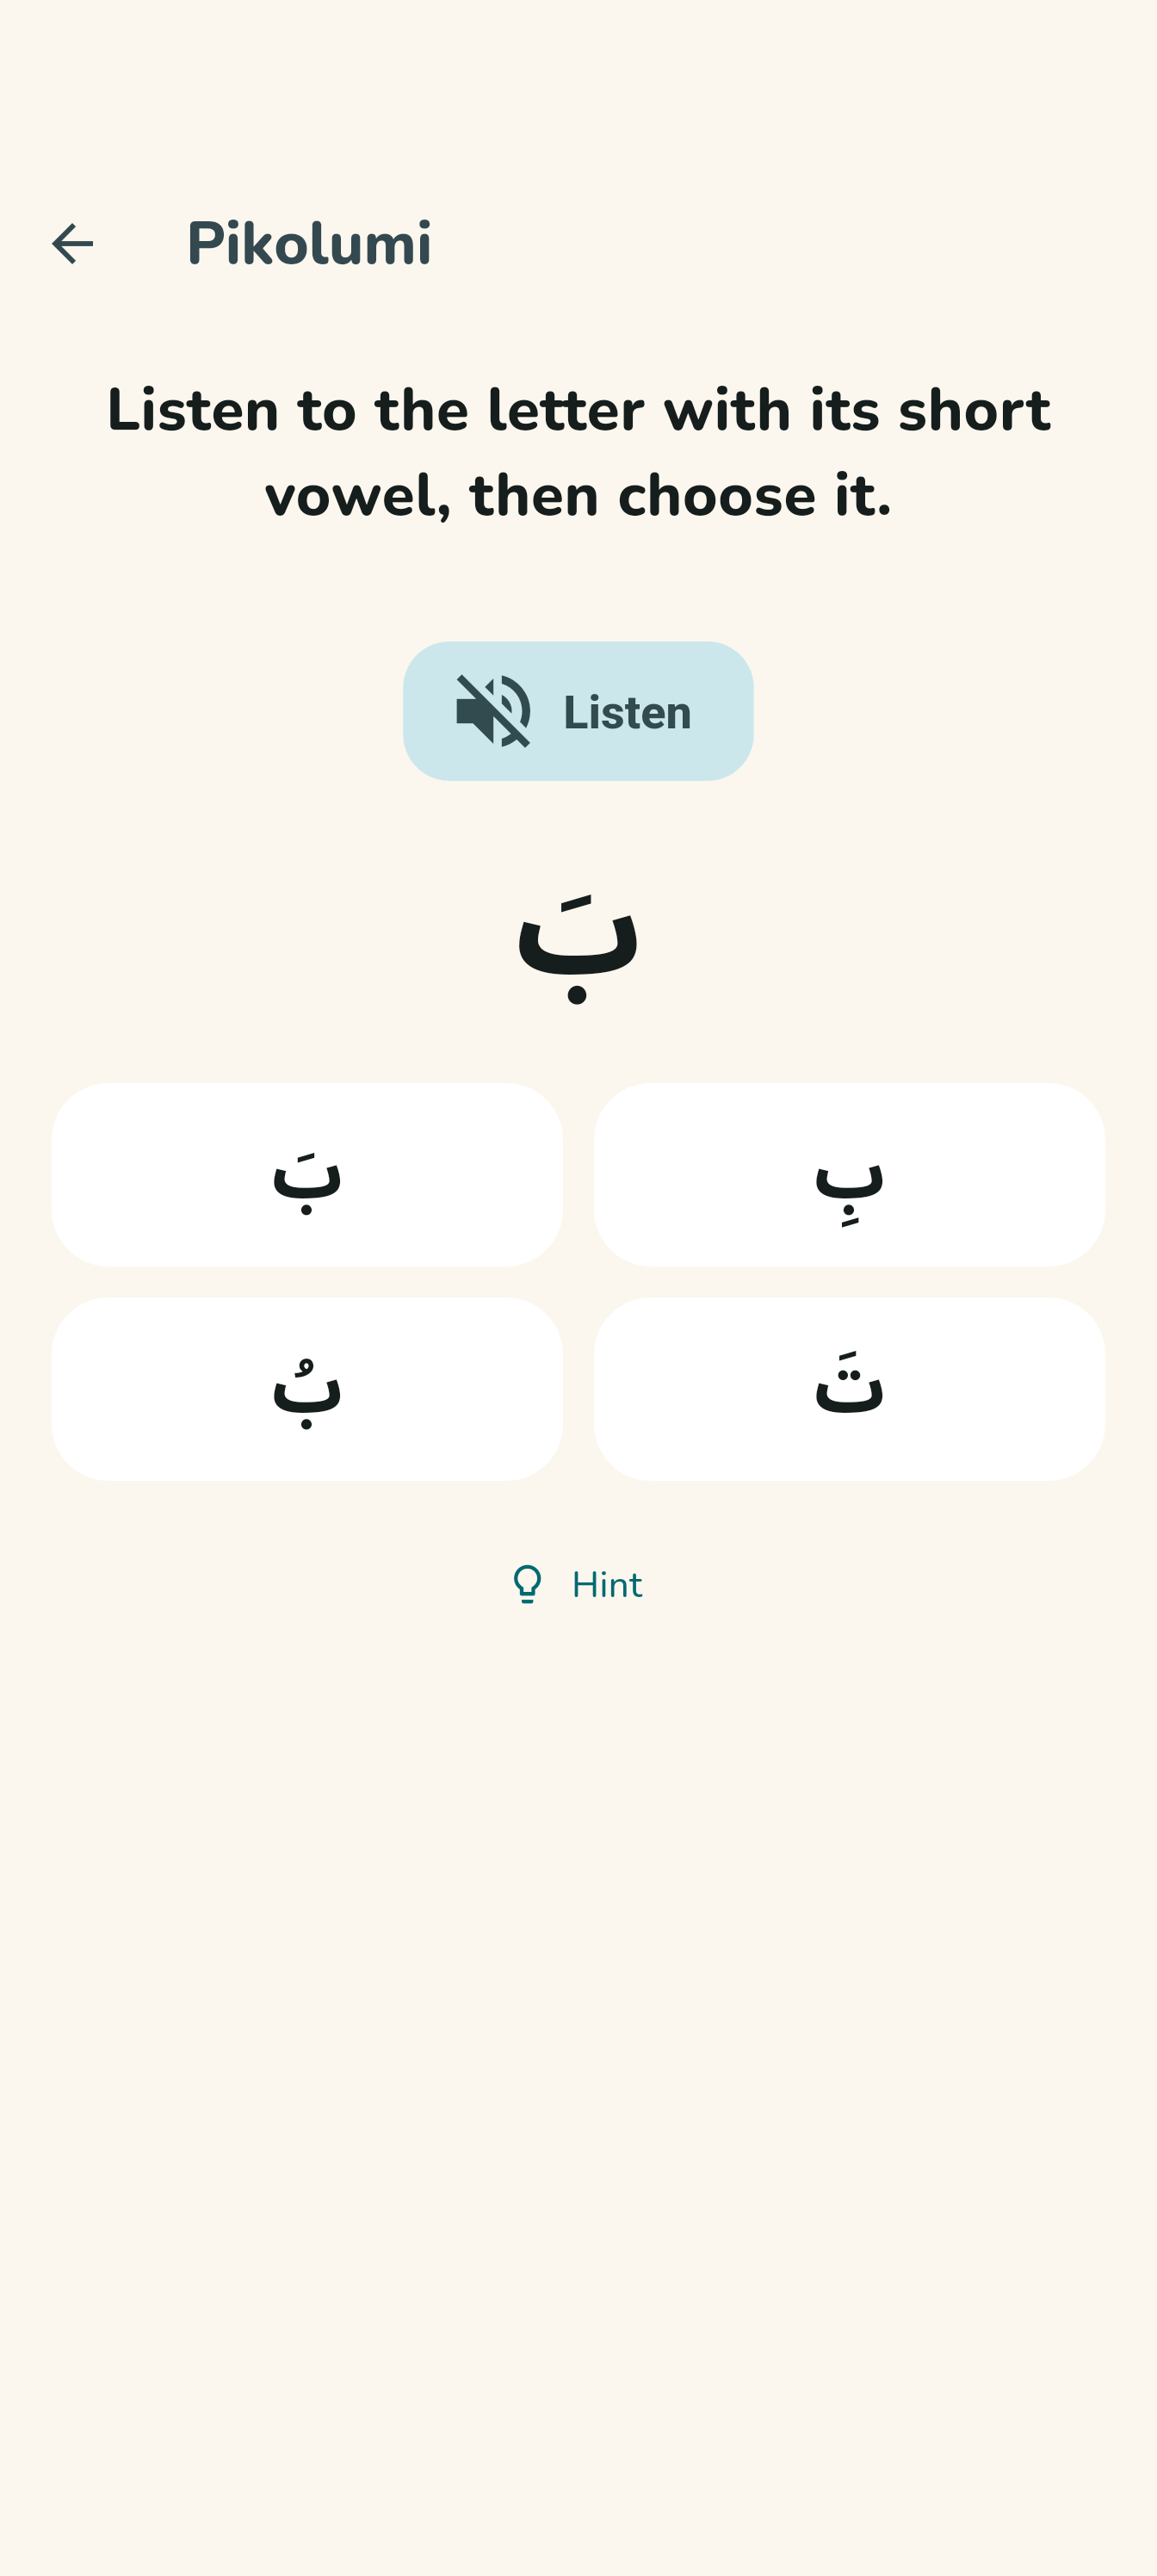 Pikolumi
Listen to the letter with its short
vowel, then choose it.
Listen
بَ
بَ
بِ
بُ
تَ
Hint